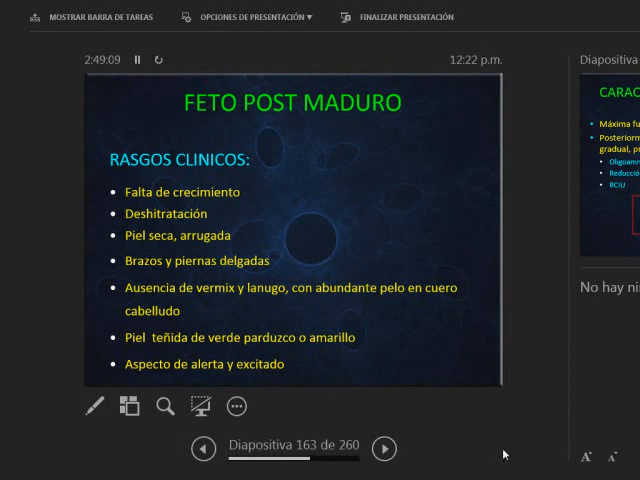 MOSTRAR BARRA DE TAREAS
OPCIONES DE PRESENTACIÓN ▼
FINALIZAR PRESENTACIÓN
2:49:09
12:22 p.m.
FETO POST MADURO
RASGOS CLINICOS:
• Falta de crecimiento
• Deshitratación
• Piel seca, arrugada
• Brazos y piernas delgadas
• Ausencia de vermix y lanugo, con abundante pelo en cuero
cabelludo
• Piel teñida de verde parduzco o amarillo
• Aspecto de alerta y excitado
Diapositiva 163 de 260
Diapositiva
CARAC
• Máxima fu
• Posteriorm
gradual, pr
• Oligoamn
• Reducció
• RCIU
No hay nin
A A